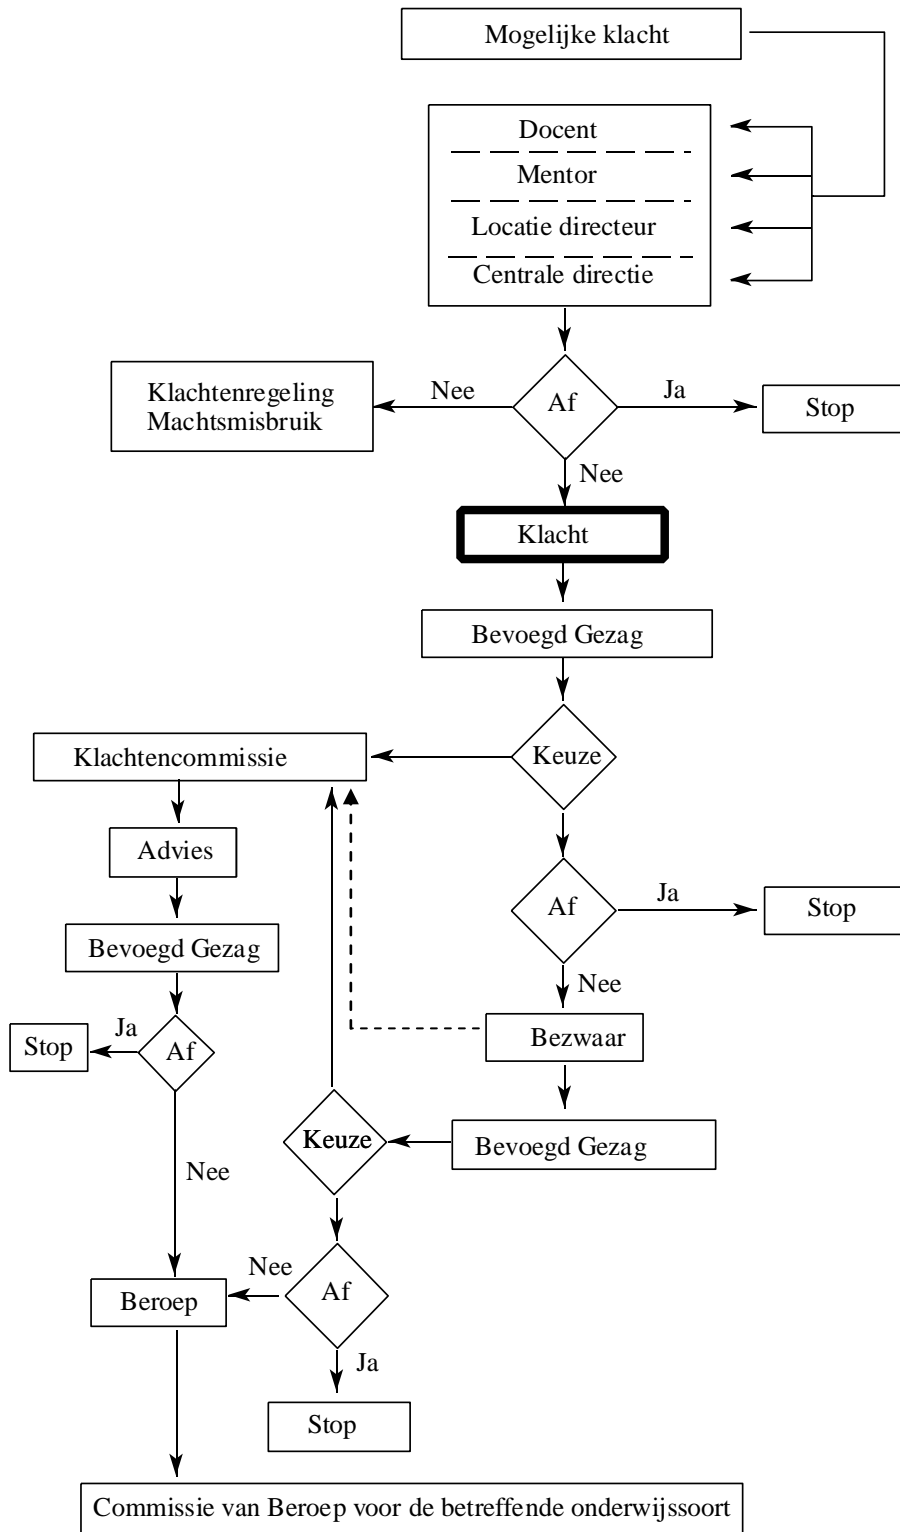 Mogelijke klacht
Docent
Mentor
Locatie directeur
Centrale directie
Klachtenregeling
Machtsmisbruik
Nee
Af
Ja
Stop
Nee
Klacht
Bevoegd Gezag
Keuze
Klachtencommissie
Advies
Af
Ja
Stop
Bevoegd Gezag
Nee
Ja
Stop
Af
Bezwaar
Keuze
Bevoegd Gezag
Nee
Nee
Af
Beroep
Ja
Stop
Commissie van Beroep voor de betreffende onderwijssoort